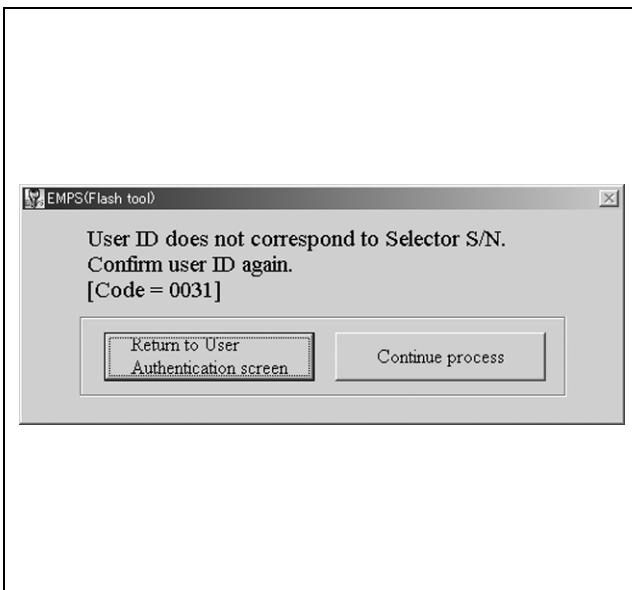 EMPS(Flash tool)
User ID does not correspond to Selector S/N.
Confirm user ID again.
[Code = 0031]
Return to User
Authentication screen
Continue process